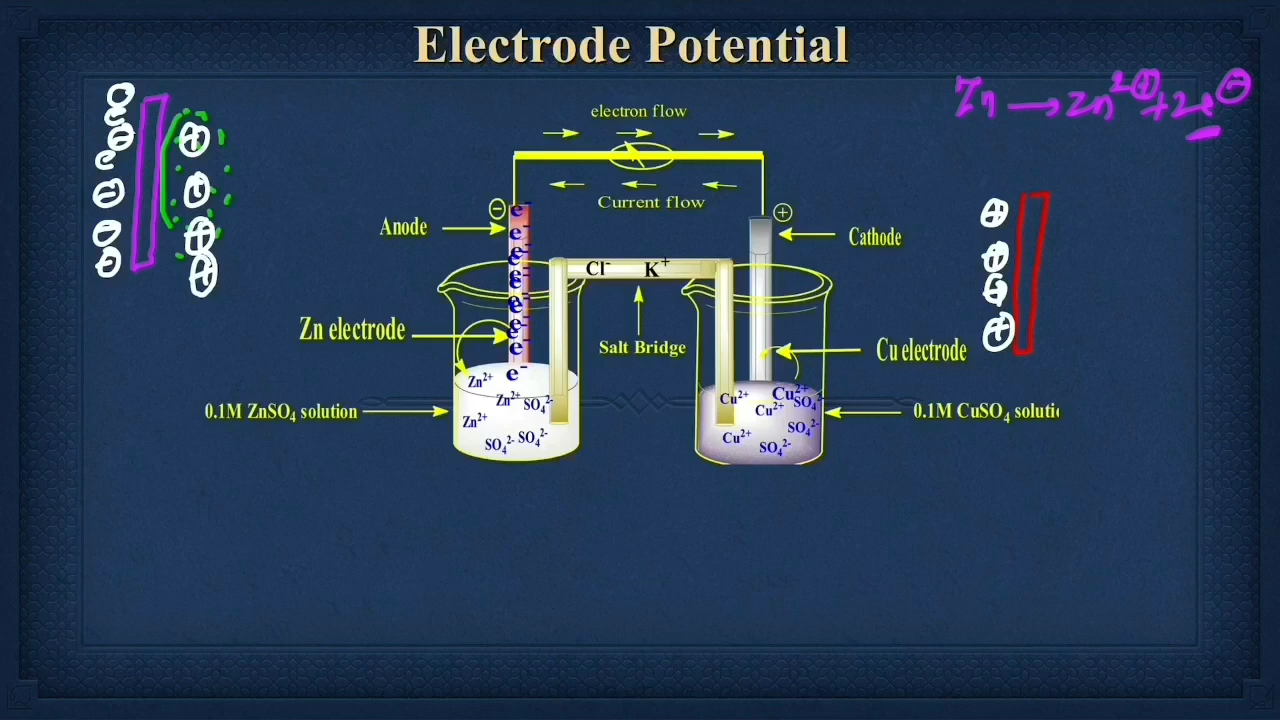 Electrode Potential
Zn → Zn²⊕ + 2e⊖
electron flow
Current flow
Anode
⊖
e⁻
e⁻
e⁻
e⁻
e⁻
e⁻
e⁻
e⁻
e⁻
⊕
Cathode
Cl⁻ K⁺
Zn electrode
Salt Bridge
Cu electrode
0.1M ZnSO₄ solution
Zn²⁺
Zn²⁺ SO₄²⁻
Zn²⁺
SO₄²⁻ SO₄²⁻
Cu²⁺ Cu²⁺
Cu²⁺ SO₄²⁻
Cu²⁺ SO₄²⁻
SO₄²⁻
0.1M CuSO₄ soluti